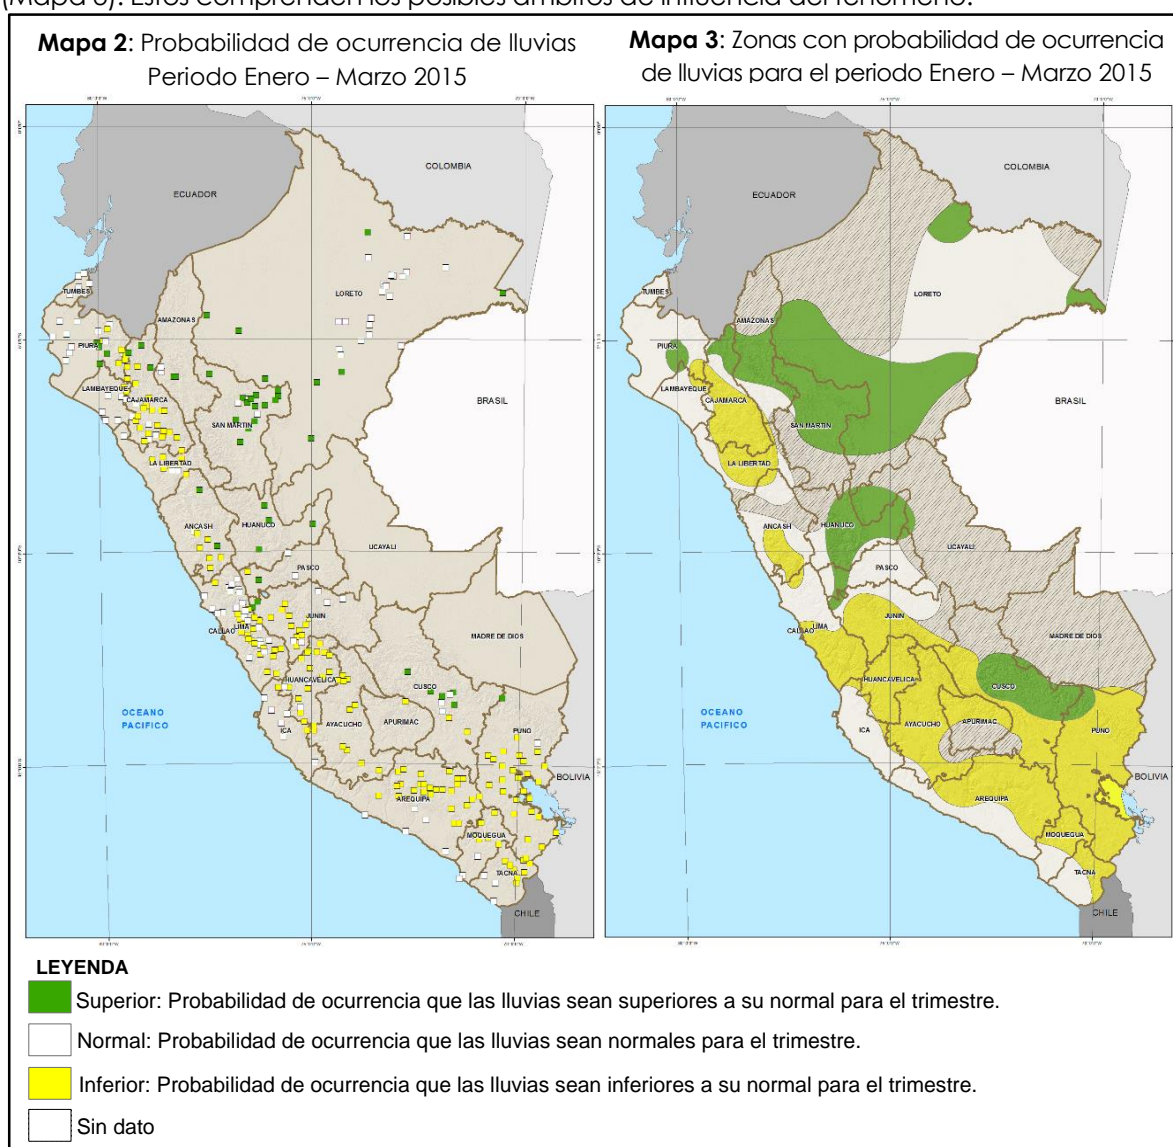 (Mapa 3). Estos comprenden los posibles ámbitos de influencia del fenómeno.
Mapa 2: Probabilidad de ocurrencia de lluvias
Periodo Enero – Marzo 2015
Mapa 3: Zonas con probabilidad de ocurrencia
de lluvias para el periodo Enero – Marzo 2015
COLOMBIA
ECUADOR
TUMBES
LORETO
AMAZONAS
PIURA
LAMBAYEQUE
CAJAMARCA
BRASIL
SAN MARTIN
LA LIBERTAD
ANCASH
HUANUCO
UCAYALI
PASCO
JUNIN
LIMA
CALLAO
MADRE DE DIOS
HUANCAVELICA
CUSCO
OCEANO
PACIFICO
ICA
AYACUCHO
APURIMAC
PUNO
BOLIVIA
AREQUIPA
MOQUEGUA
TACNA
CHILE
COLOMBIA
ECUADOR
TUMBES
LORETO
AMAZONAS
PIURA
LAMBAYEQUE
CAJAMARCA
BRASIL
SAN MARTIN
LA LIBERTAD
ANCASH
HUANUCO
UCAYALI
PASCO
JUNIN
LIMA
CALLAO
MADRE DE DIOS
HUANCAVELICA
CUSCO
OCEANO
PACIFICO
ICA
AYACUCHO
APURIMAC
PUNO
BOLIVIA
AREQUIPA
MOQUEGUA
TACNA
CHILE
LEYENDA
Superior: Probabilidad de ocurrencia que las lluvias sean superiores a su normal para el trimestre.
Normal: Probabilidad de ocurrencia que las lluvias sean normales para el trimestre.
Inferior: Probabilidad de ocurrencia que las lluvias sean inferiores a su normal para el trimestre.
Sin dato